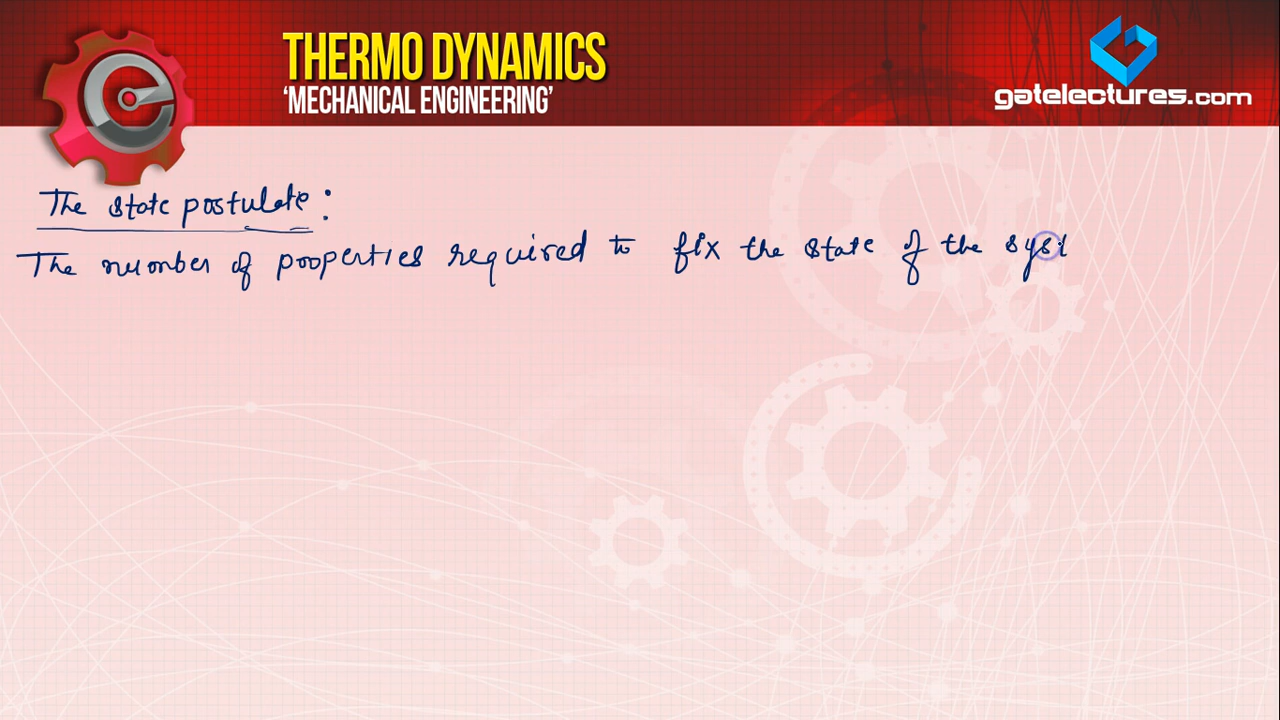 THERMO DYNAMICS
‘MECHANICAL ENGINEERING’
gatelectures.com
The state postulate:
The number of properties required to fix the state of the syst